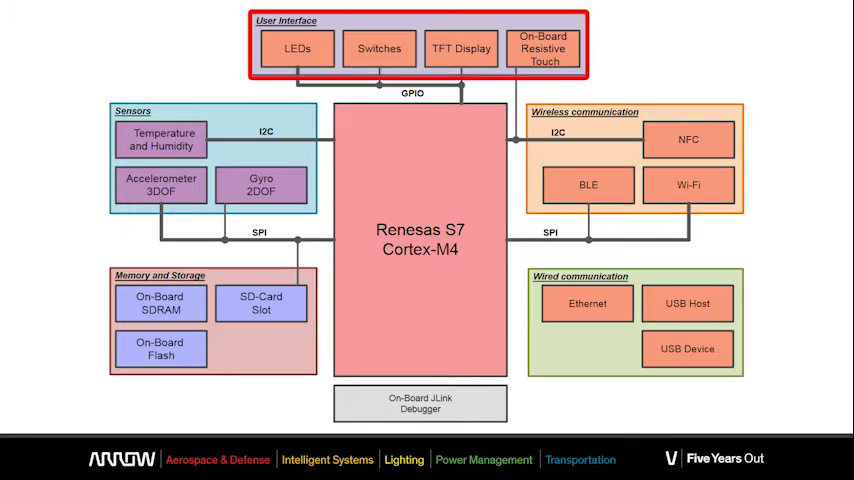 User Interface
LEDs
Switches
TFT Display
On-Board
Resistive
Touch
GPIO
Sensors
Temperature
and Humidity
Accelerometer
3DOF
Gyro
2DOF
I2C
SPI
Wireless communication
I2C
NFC
BLE
Wi-Fi
SPI
Renesas S7
Cortex-M4
Memory and Storage
On-Board
SDRAM
SD-Card
Slot
On-Board
Flash
Wired communication
Ethernet
USB Host
USB Device
On-Board JLink
Debugger
ARROW Aerospace & Defense Intelligent Systems Lighting Power Management Transportation V Five Years Out